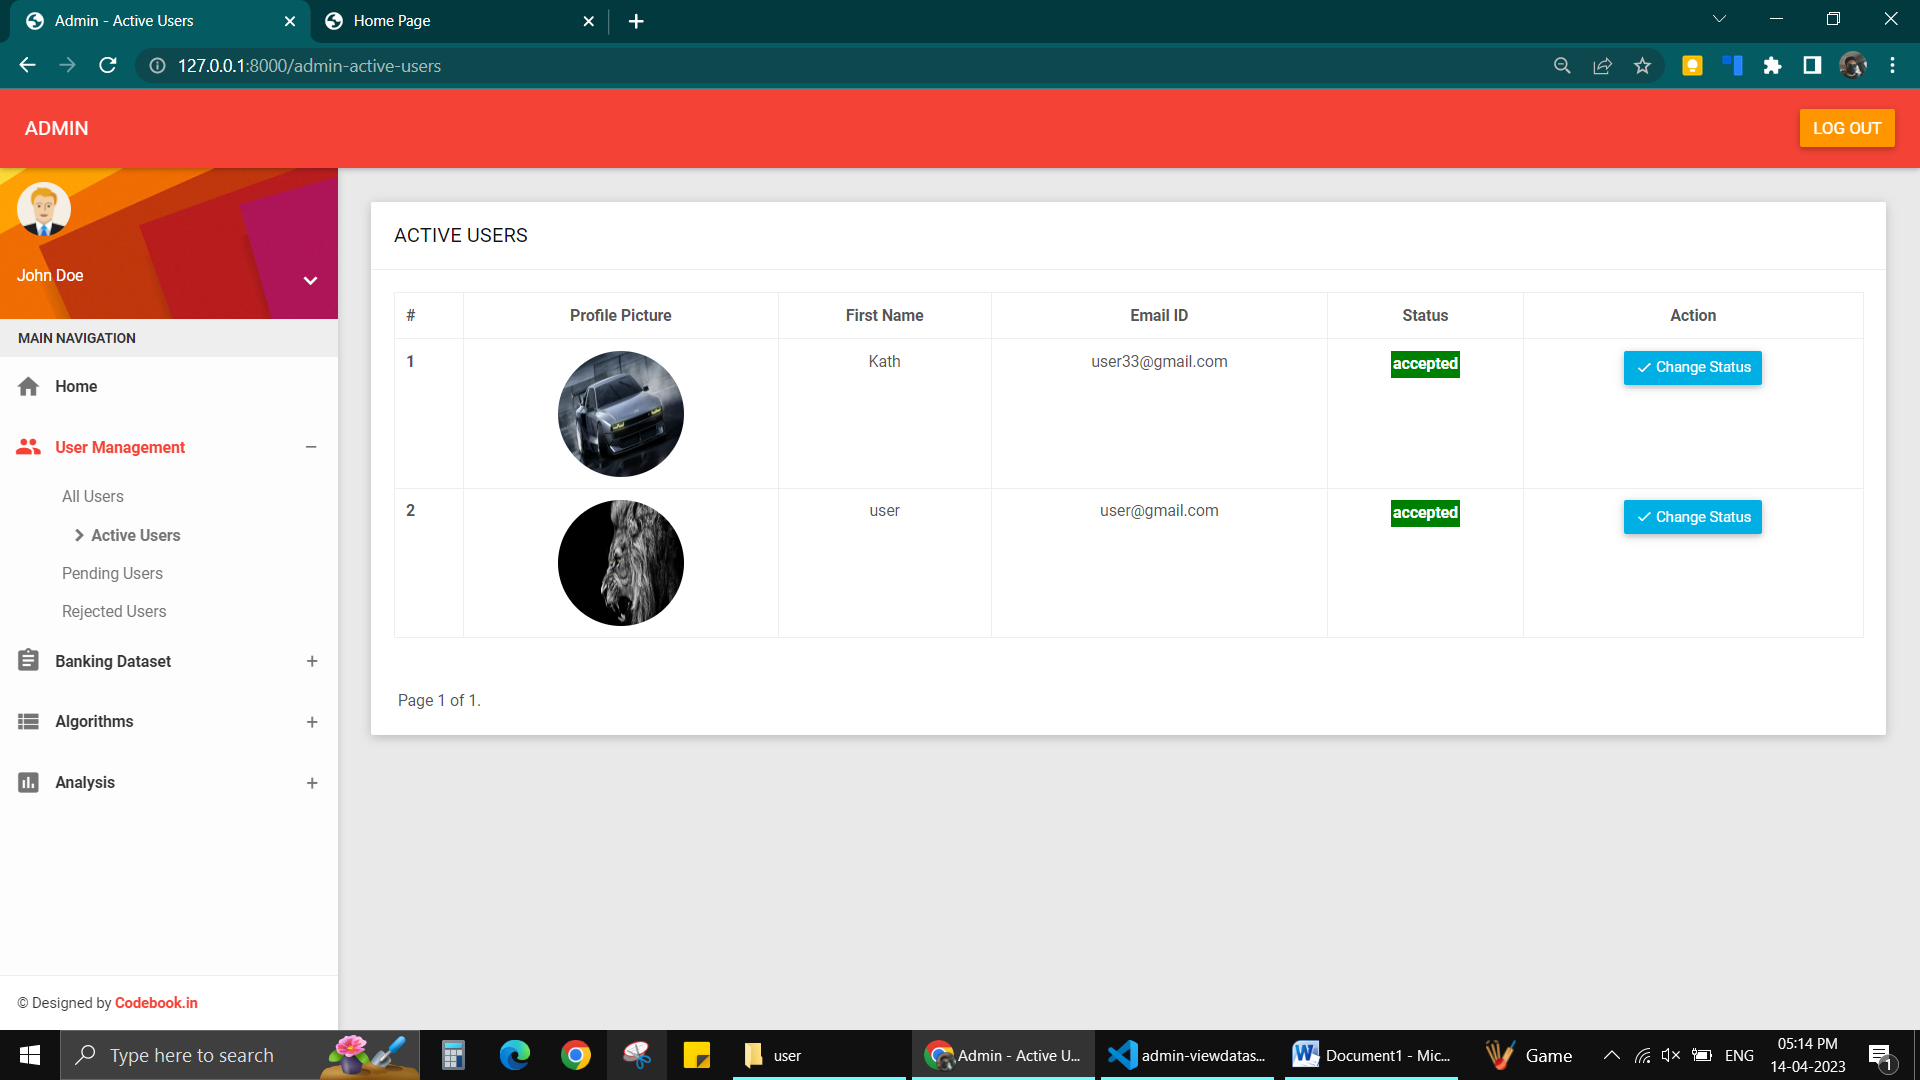 Admin - Active Users
Home Page
127.0.0.1:8000/admin-active-users
ADMIN
LOG OUT
John Doe
MAIN NAVIGATION
Home
User Management
All Users
Active Users
Pending Users
Rejected Users
Banking Dataset
Algorithms
Analysis
© Designed by Codebook.in
ACTIVE USERS
# Profile Picture First Name Email ID Status Action
1 Kath user33@gmail.com accepted Change Status
2 user user@gmail.com accepted Change Status
Page 1 of 1.
Type here to search
user
Admin - Active U...
admin-viewdatas...
Document1 - Mic...
Game
ENG
05:14 PM
14-04-2023
1